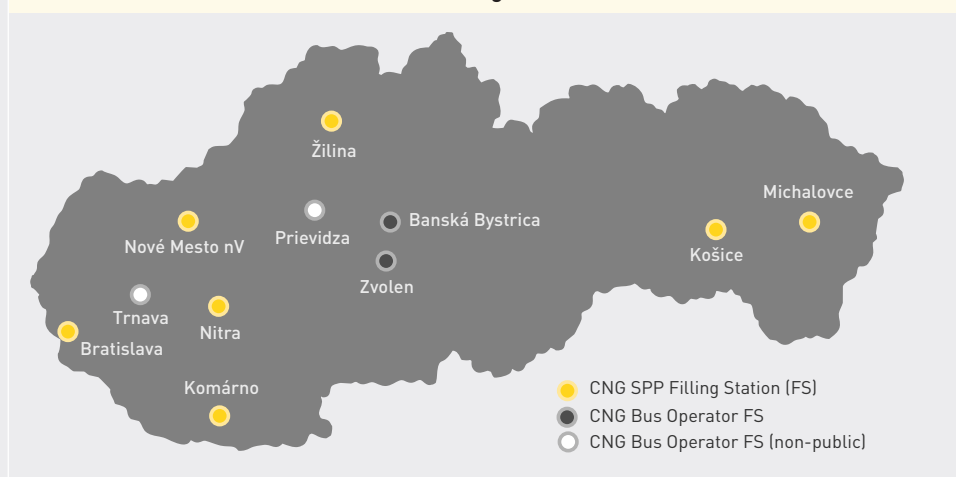 Žilina
Michalovce
Banská Bystrica
Prievidza
Nové Mesto nV
Košice
Zvolen
Trnava
Nitra
Bratislava
Komárno
CNG SPP Filling Station (FS)
CNG Bus Operator FS
CNG Bus Operator FS (non-public)